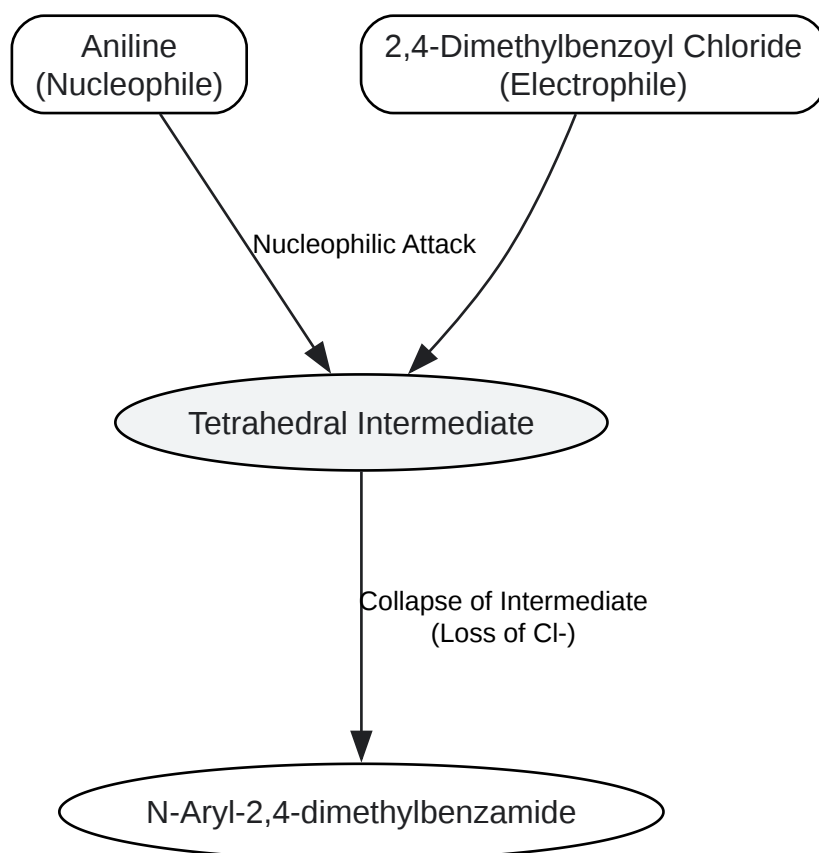 Aniline
(Nucleophile)
2,4-Dimethylbenzoyl Chloride
(Electrophile)
Nucleophilic Attack
Tetrahedral Intermediate
Collapse of Intermediate
(Loss of Cl-)
N-Aryl-2,4-dimethylbenzamide